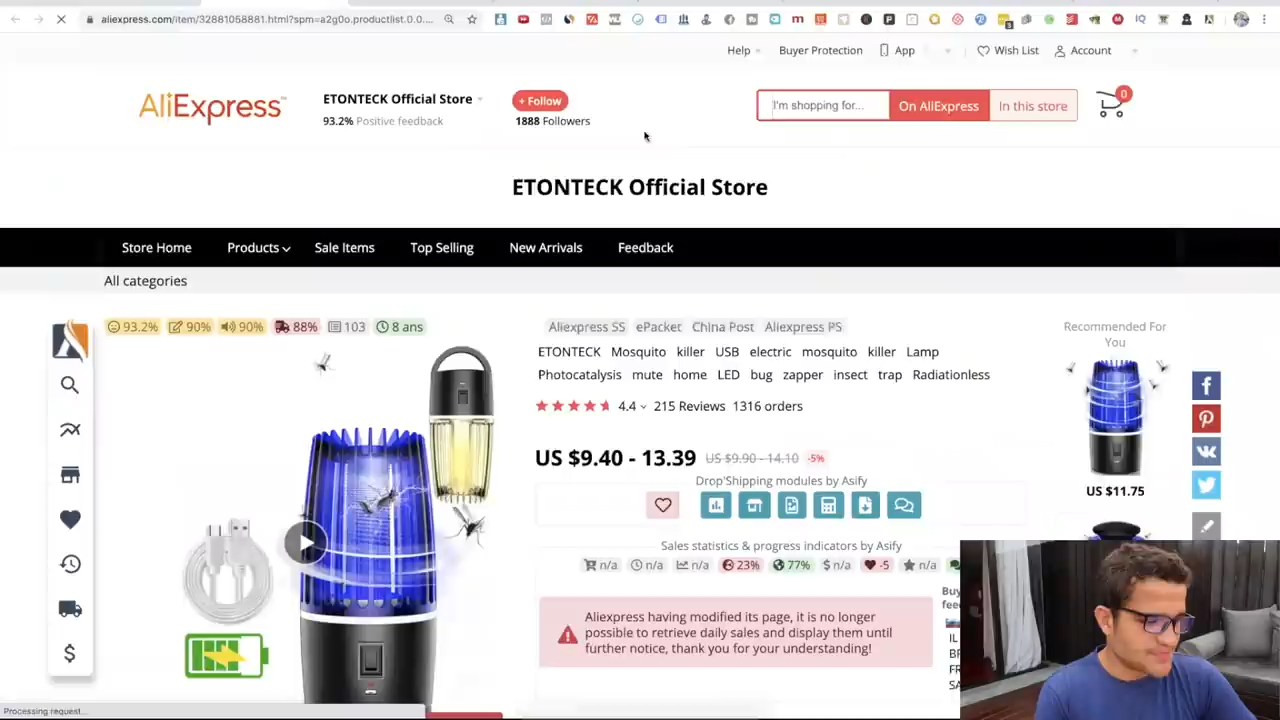 aliexpress.com/item/32881058881.html?spm=a2g0o.productlist.0.0....
Help
Buyer Protection
App
Wish List
Account
AliExpress™
ETONTECK Official Store
93.2% Positive feedback
+ Follow
1888 Followers
I'm shopping for...
On AliExpress
In this store
0
ETONTECK Official Store
Store Home
Products
Sale Items
Top Selling
New Arrivals
Feedback
All categories
93.2%
90%
90%
88%
103
8 ans
Aliexpress SS
ePacket
China Post
Aliexpress PS
ETONTECK Mosquito killer USB electric mosquito killer Lamp
Photocatalysis mute home LED bug zapper insect trap Radiationless
4.4
215 Reviews
1316 orders
US $9.40 - 13.39
US $9.90 - 14.10
-5%
Drop'Shipping modules by Asify
Sales statistics & progress indicators by Asify
n/a
n/a
n/a
23%
77%
n/a
-5
n/a
Aliexpress having modified its page, it is no longer
possible to retrieve daily sales and display them until
further notice, thank you for your understanding!
Recommended For
You
US $11.75
Processing request...